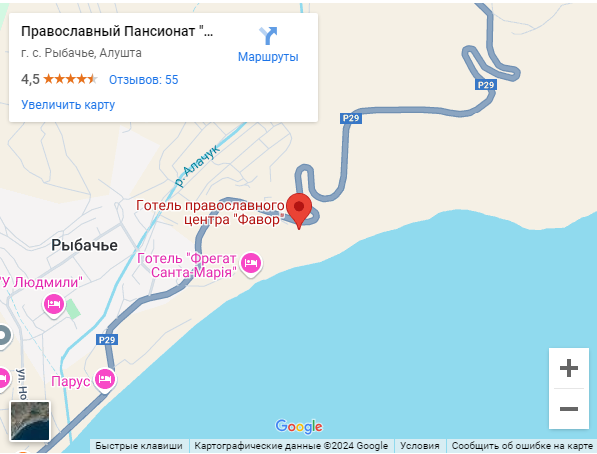 Православный Пансионат "...
г. с. Рыбачье, Алушта
4,5
Отзывов: 55
Маршруты
Увеличить карту
P29
P29
р. Алачук
Готель православного
центра "Фавор"
Рыбачье
Готель "Фрегат
Санта-Марія"
"У Людмили"
P29
Парус
ул. Но
Google
Быстрые клавиши
Картографические данные ©2024 Google
Условия
Сообщить об ошибке на карте